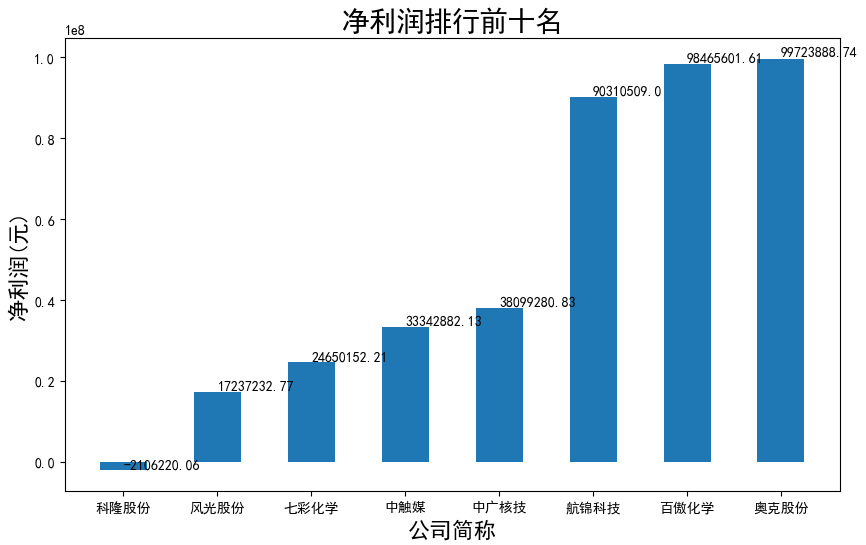 净利润排行前十名
1e8
1.0
0.8
0.6
0.4
0.2
0.0
净利润(元)
-2106220.06
17237232.77
24650152.21
33342882.13
38099280.83
90310509.0
98465601.61
99723888.74
科隆股份 风光股份 七彩化学 中触媒 中广核技 航锦科技 百傲化学 奥克股份
公司简称